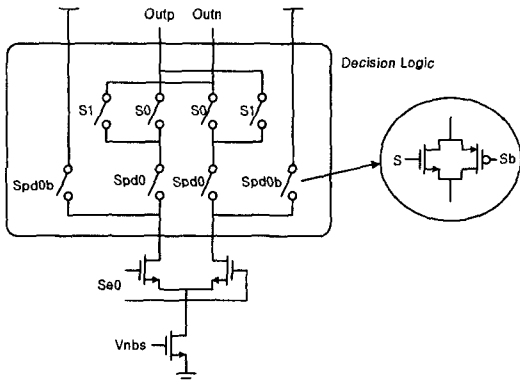 Outp Outn
Decision Logic
S1 S0 S0 S1
S Sb
Spd0b Spd0 Spd0 Spd0b
Se0
Vnbs